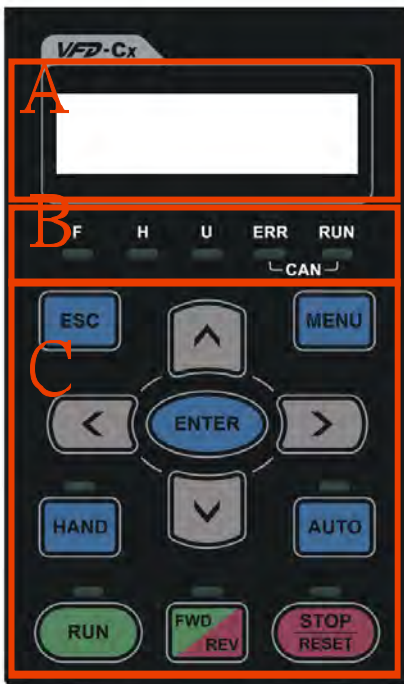 VFD-Cx
A
B
F H U ERR RUN
CAN
C
ESC MENU
ENTER
HAND AUTO
RUN FWD REV STOP RESET